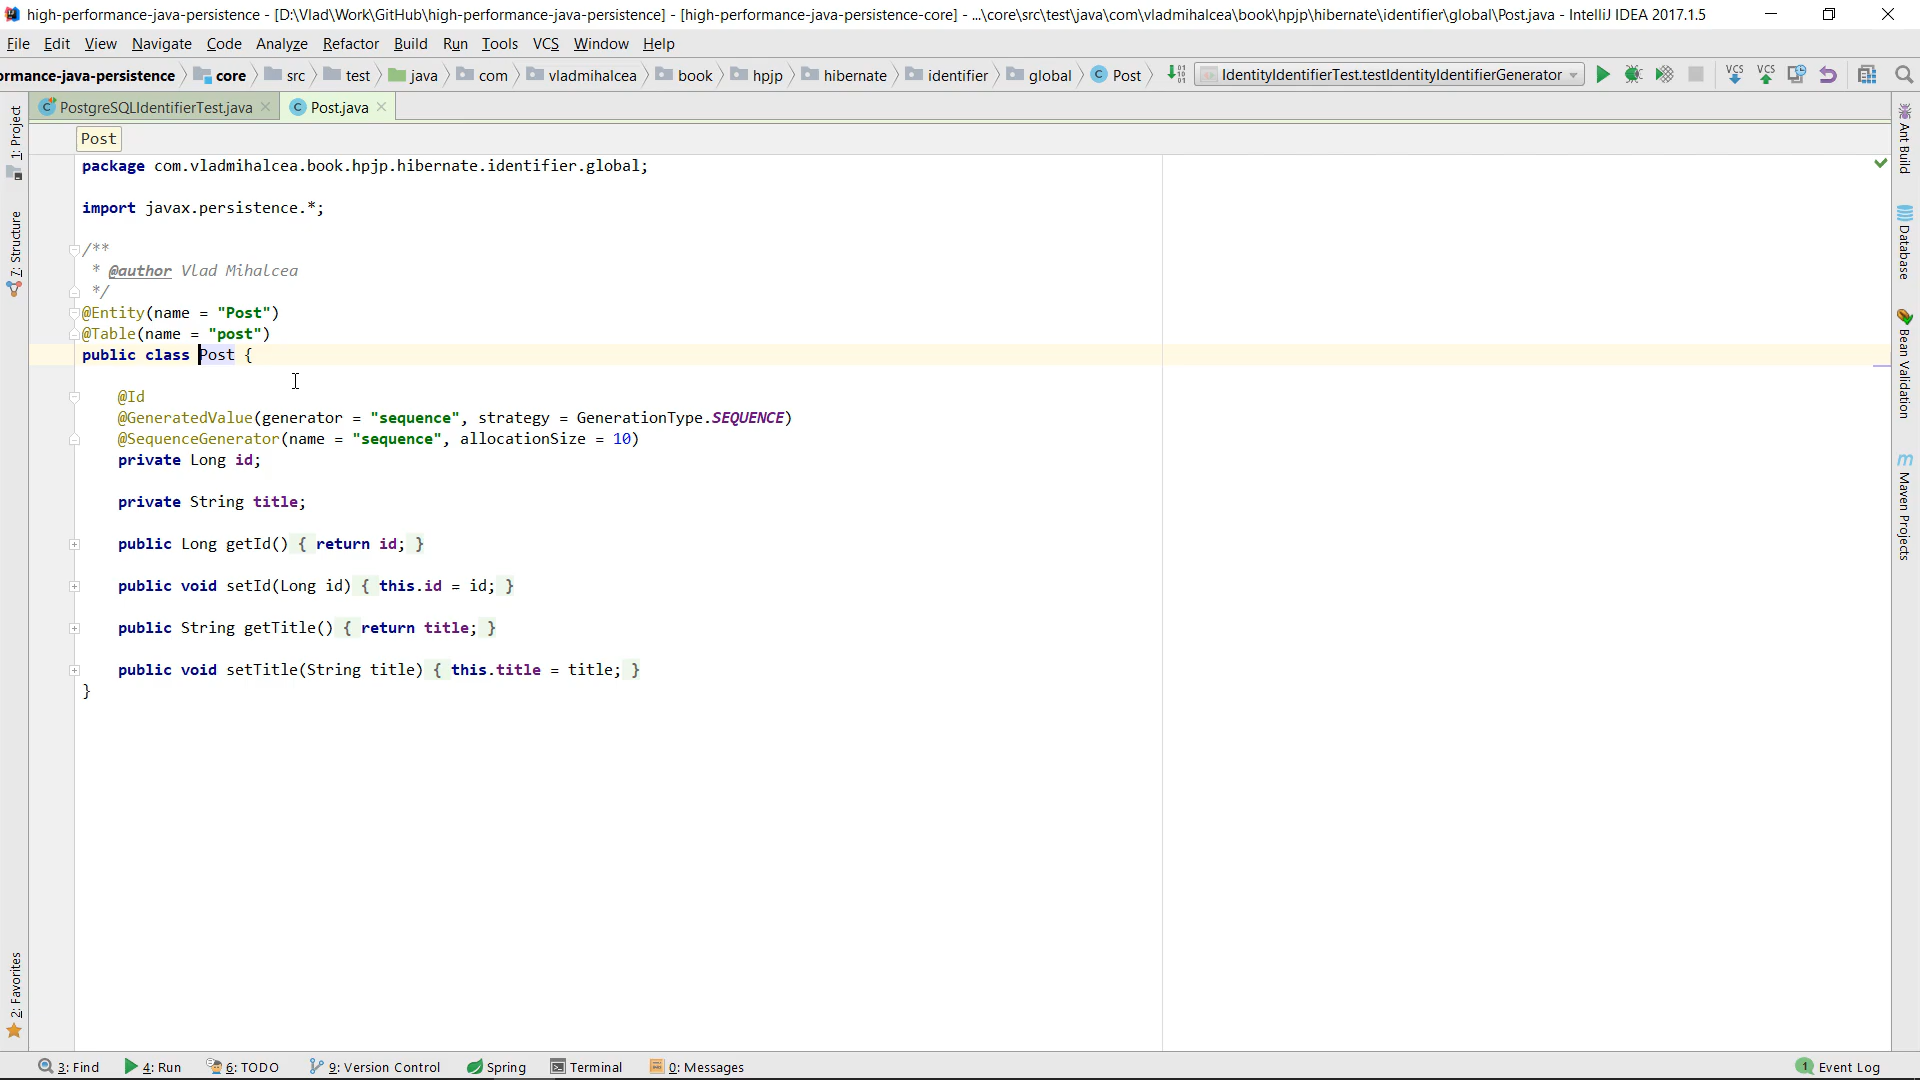 high-performance-java-persistence - [D:\Vlad\Work\GitHub\high-performance-java-persistence] - [high-performance-java-persistence-core] - ...\core\src\test\java\com\vladmihalcea\book\hpjp\hibernate\identifier\global\Post.java - IntelliJ IDEA 2017.1.5
File Edit View Navigate Code Analyze Refactor Build Run Tools VCS Window Help
ormance-java-persistence core src test java com vladmihalcea book hpjp hibernate identifier global Post IdentityIdentifierTest.testIdentityIdentifierGenerator VCS VCS
PostgreSQLIdentifierTest.java Post.java
Post
package com.vladmihalcea.book.hpjp.hibernate.identifier.global;
import javax.persistence.*;
/**
* @author Vlad Mihalcea
*/
@Entity(name = "Post")
@Table(name = "post")
public class Post {
@Id
@GeneratedValue(generator = "sequence", strategy = GenerationType.SEQUENCE)
@SequenceGenerator(name = "sequence", allocationSize = 10)
private Long id;
private String title;
public Long getId() { return id; }
public void setId(Long id) { this.id = id; }
public String getTitle() { return title; }
public void setTitle(String title) { this.title = title; }
}
1: Project
7: Structure
2: Favorites
Ant Build
Database
Bean Validation
Maven Projects
3: Find 4: Run 6: TODO 9: Version Control Spring Terminal 0: Messages 1 Event Log